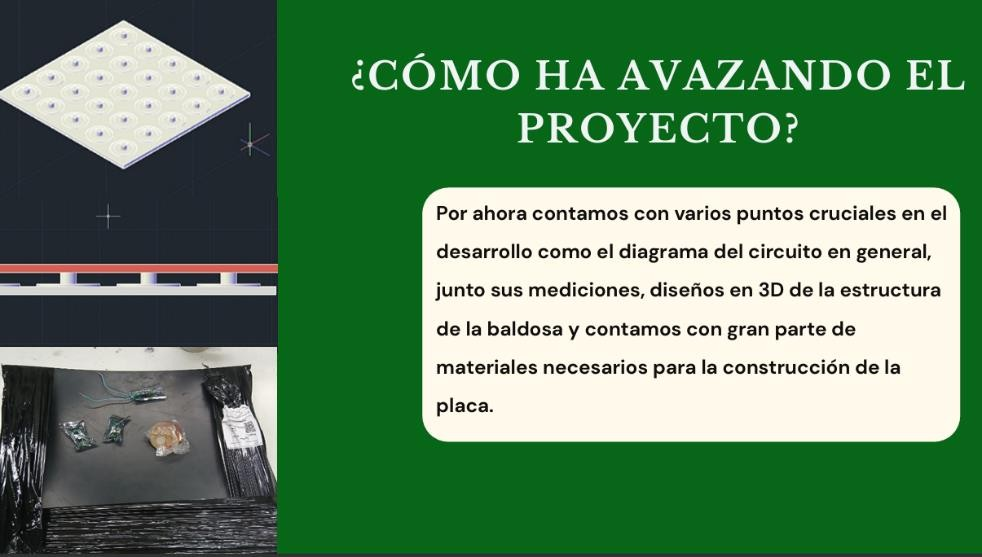 ¿CÓMO HA AVAZANDO EL
PROYECTO?
Por ahora contamos con varios puntos cruciales en el
desarrollo como el diagrama del circuito en general,
junto sus mediciones, diseños en 3D de la estructura
de la baldosa y contamos con gran parte de
materiales necesarios para la construcción de la
placa.